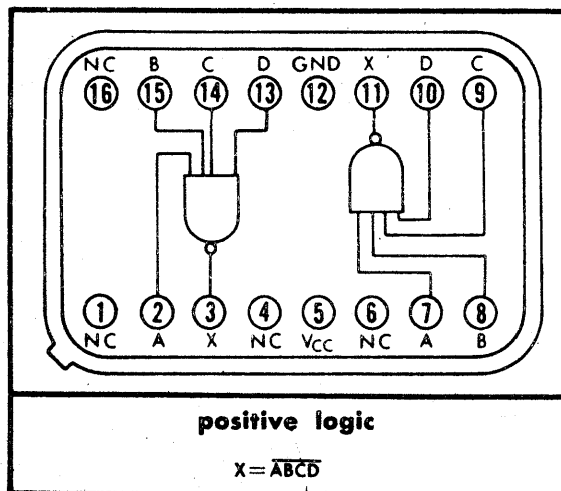 NC B C D GND X D C
16 15 14 13 12 11 10 9
1 2 3 4 5 6 7 8
NC A X NC VCC NC A B
positive logic
X = \overline{ABCD}